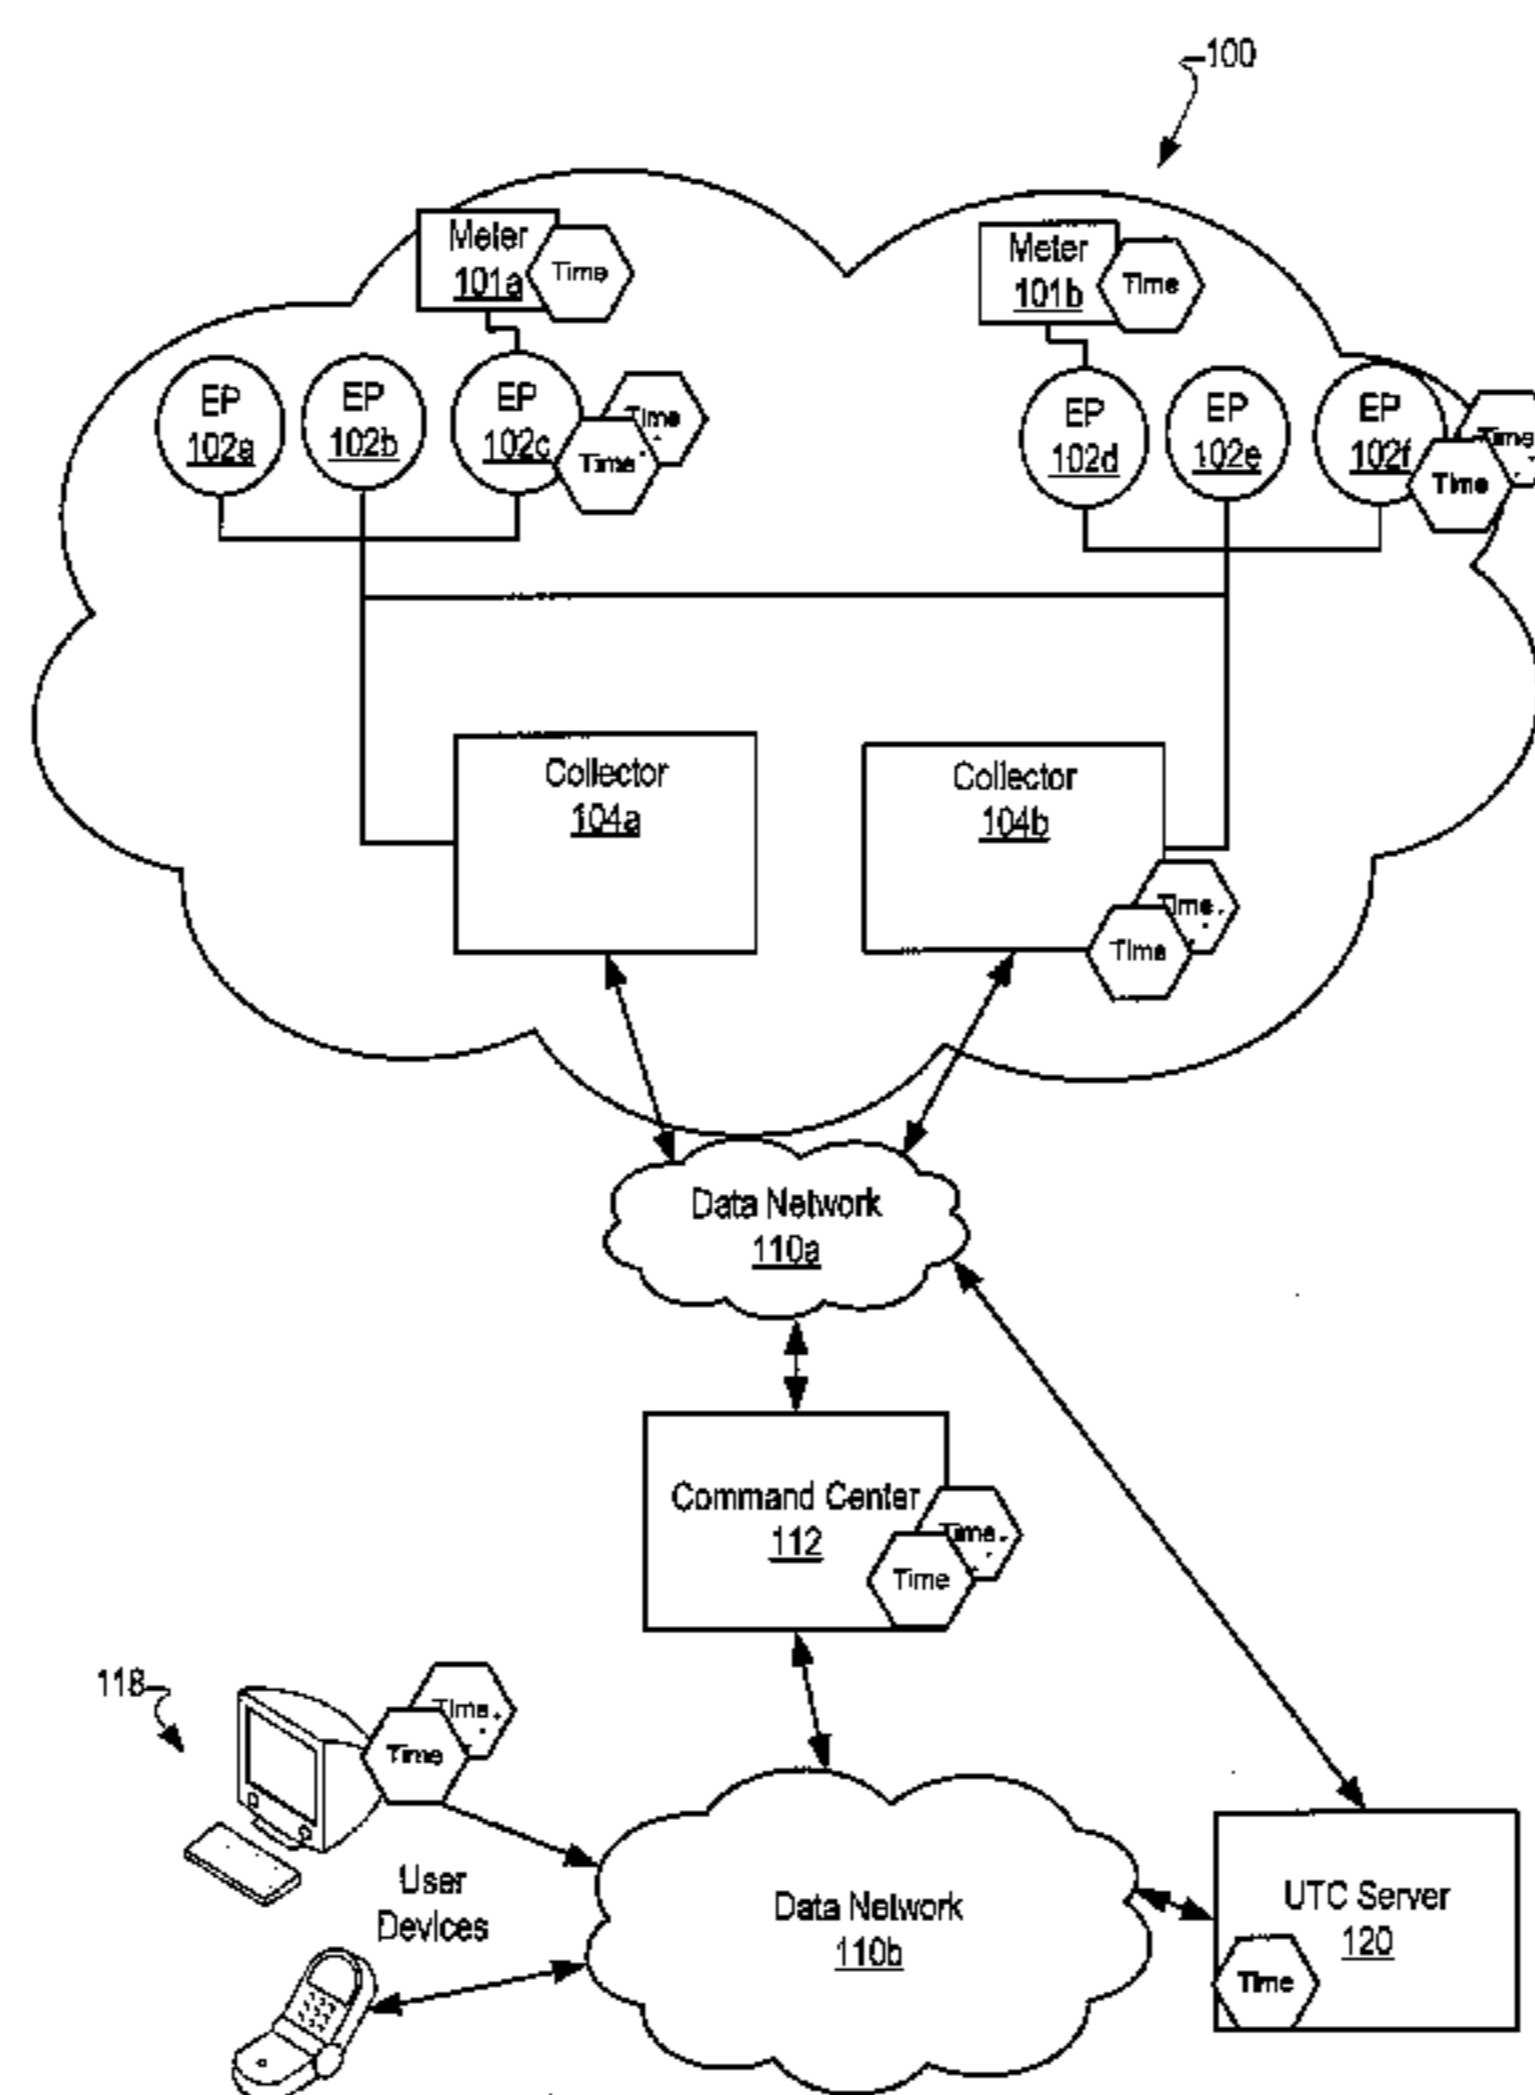 100
Meter
101a
Time
Meter
101b
Time
EP
102a
EP
102b
EP
102c
Time
Time
EP
102d
EP
102e
EP
102f
Time
Time
Collector
104a
Collector
104b
Time
Time
Data Network
110a
Command Center
112
Time
Time
118
Time
Time
User
Devices
Data Network
110b
UTC Server
120
Time